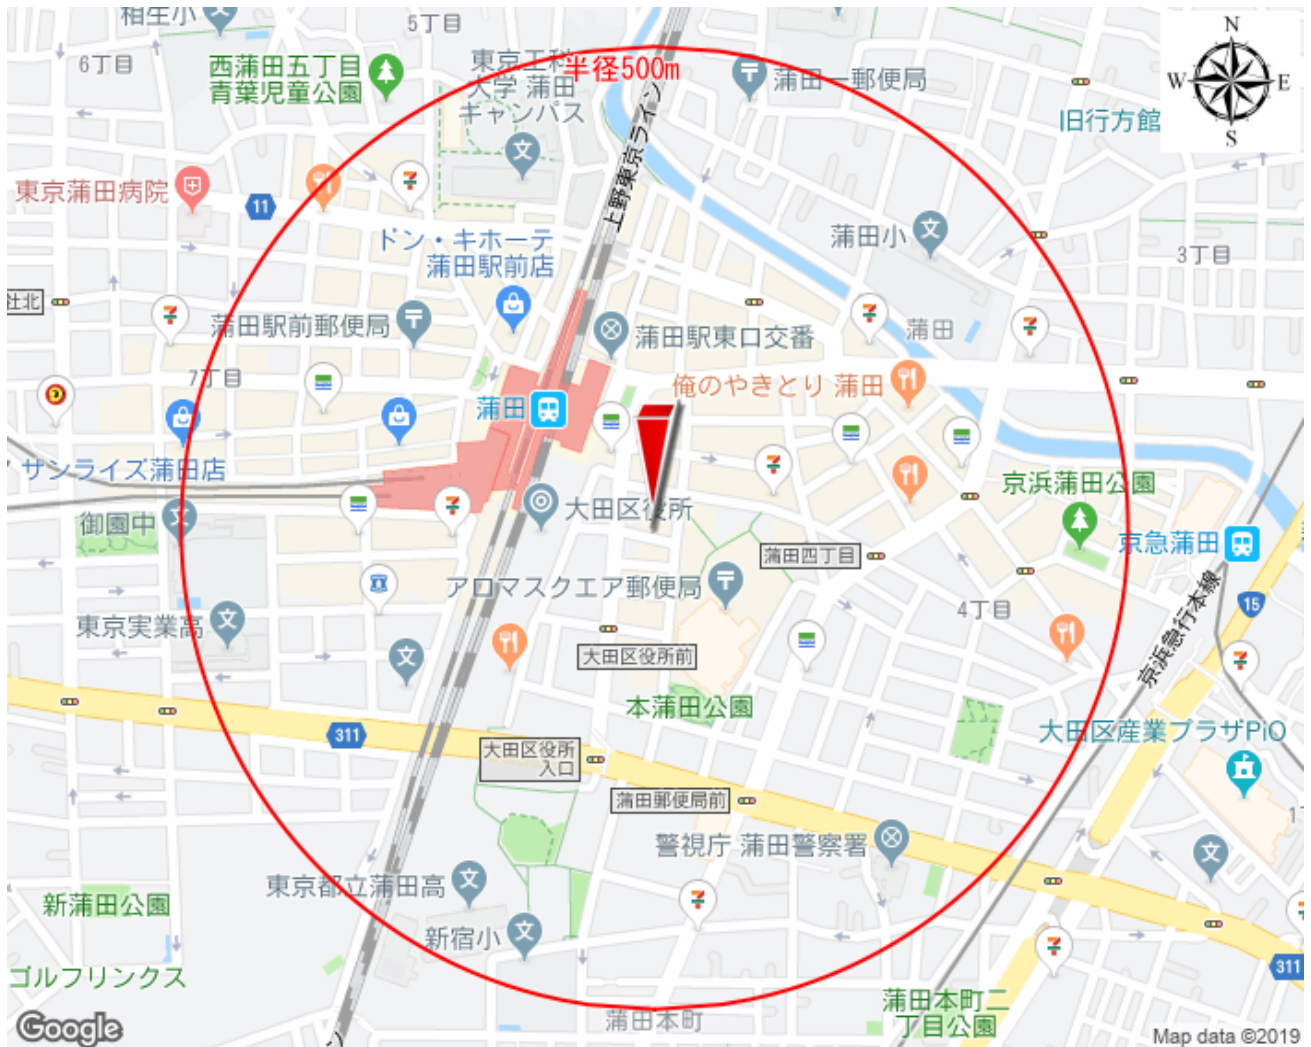 相生小
5丁目
N
6丁目
西蒲田五丁目
青葉児童公園
東京工科
大学 蒲田
キャンパス
半径500m
蒲田一郵便局
W
E
旧行方館
S
東京蒲田病院
11
上野東京ライン
ドン・キホーテ
蒲田駅前店
蒲田小
3丁目
社北
蒲田駅前郵便局
蒲田駅東口交番
蒲田
7丁目
蒲田
俺のやきとり 蒲田
サンライズ蒲田店
御園中
大田区役所
京浜蒲田公園
蒲田四丁目
京急蒲田
アロマスクエア郵便局
4丁目
15
東京実業高
京浜急行本線
大田区役所前
本蒲田公園
311
大田区役所
入口
大田区産業プラザPiO
蒲田郵便局前
警視庁 蒲田警察署
東京都立蒲田高
新蒲田公園
新宿小
ゴルフリンクス
311
蒲田本町二
丁目公園
蒲田本町
Google
Map data ©2019